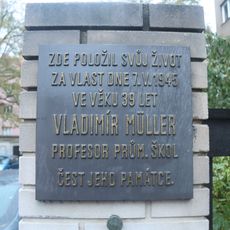 ZDE POLOŽIL SVŮJ ŽIVOT
ZA VLAST DNE 7.V.1945
VE VĚKU 39 LET
VLADIMÍR MÜLLER
PROFESOR PRŮM. ŠKOL
ČEST JEHO PAMÁTCE.